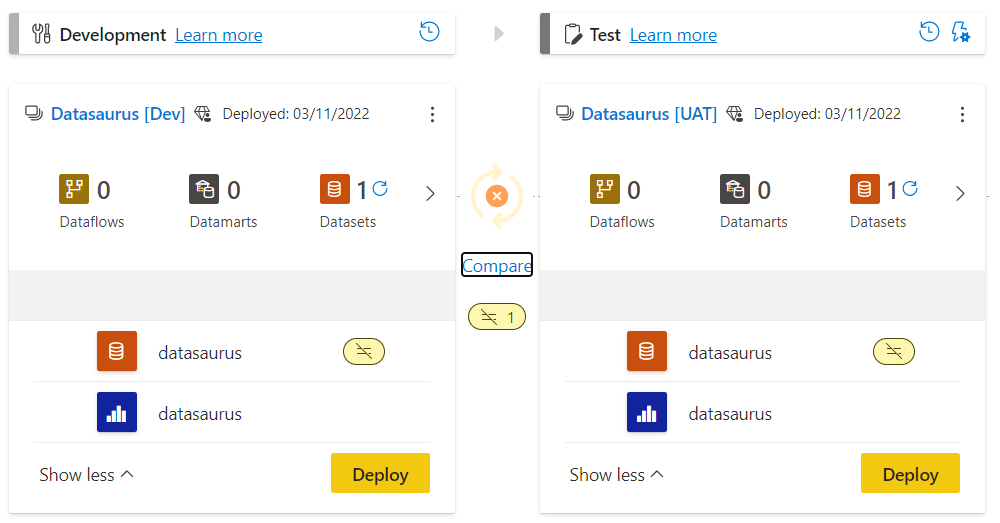 Development Learn more
Test Learn more
Datasaurus [Dev] Deployed: 03/11/2022
Datasaurus [UAT] Deployed: 03/11/2022
0 0 1
Dataflows Datamarts Datasets
0 0 1
Dataflows Datamarts Datasets
Compare
1
datasaurus
datasaurus
Show less Deploy
datasaurus
datasaurus
Show less Deploy